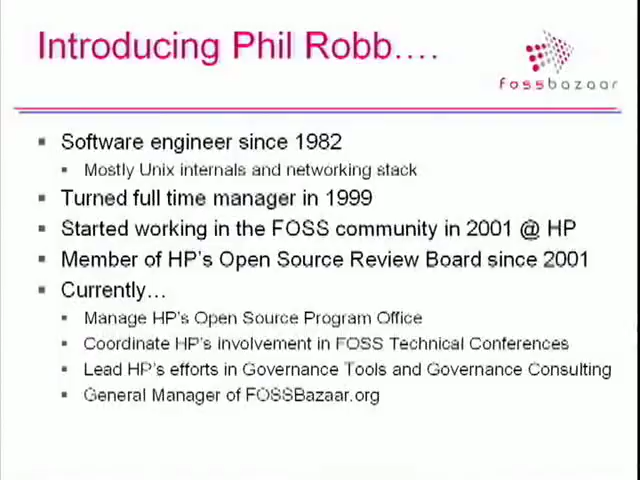 Introducing Phil Robb….
fossbazaar
Software engineer since 1982
Mostly Unix internals and networking stack
Turned full time manager in 1999
Started working in the FOSS community in 2001 @ HP
Member of HP's Open Source Review Board since 2001
Currently…
Manage HP's Open Source Program Office
Coordinate HP's involvement in FOSS Technical Conferences
Lead HP's efforts in Governance Tools and Governance Consulting
General Manager of FOSSBazaar.org